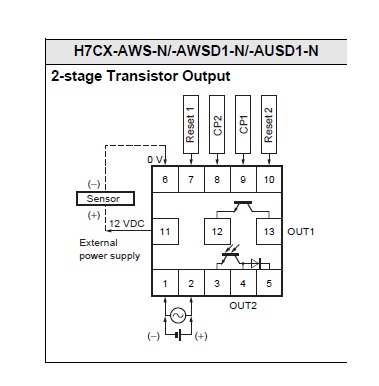 H7CX-AWS-N/-AWSD1-N/-AUSD1-N
2-stage Transistor Output
Reset 1
CP2
CP1
Reset 2
0 V
6 7 8 9 10
(−)
Sensor
(+)
12 VDC
11 12 13 OUT1
External
power supply
1 2 3 4 5
OUT2
(−) (+)